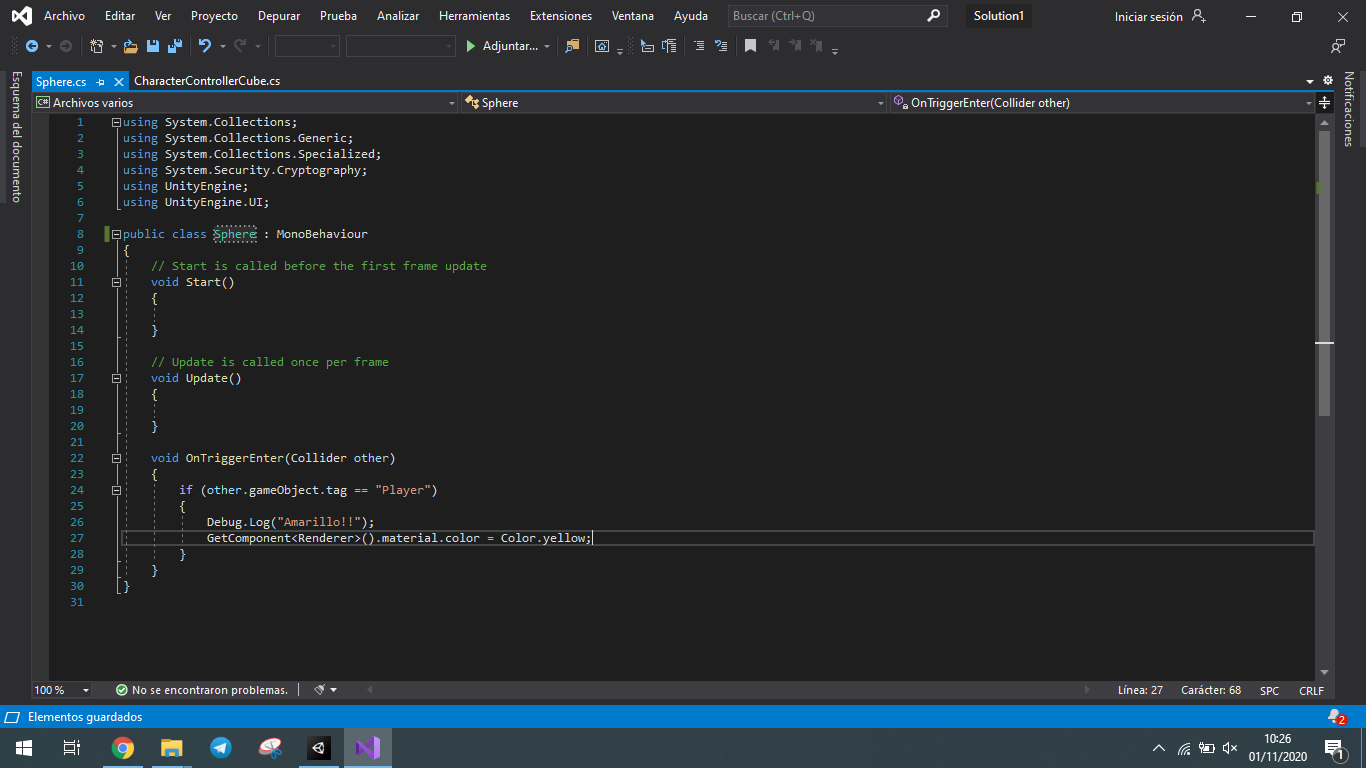 Archivo Editar Ver Proyecto Depurar Prueba Analizar Herramientas Extensiones Ventana Ayuda Buscar (Ctrl+Q) Solution1 Iniciar sesión
Adjuntar...
Sphere.cs CharacterControllerCube.cs
C# Archivos varios Sphere OnTriggerEnter(Collider other)
Esquema del documento
Notificaciones
1 using System.Collections;
2 using System.Collections.Generic;
3 using System.Collections.Specialized;
4 using System.Security.Cryptography;
5 using UnityEngine;
6 using UnityEngine.UI;
7
8 public class Sphere : MonoBehaviour
9 {
10 // Start is called before the first frame update
11 void Start()
12 {
13
14 }
15
16 // Update is called once per frame
17 void Update()
18 {
19
20 }
21
22 void OnTriggerEnter(Collider other)
23 {
24 if (other.gameObject.tag == "Player")
25 {
26 Debug.Log("Amarillo!!");
27 GetComponent<Renderer>().material.color = Color.yellow;
28 }
29 }
30 }
31
100 % No se encontraron problemas. Línea: 27 Carácter: 68 SPC CRLF
Elementos guardados 2
10:26
01/11/2020
1